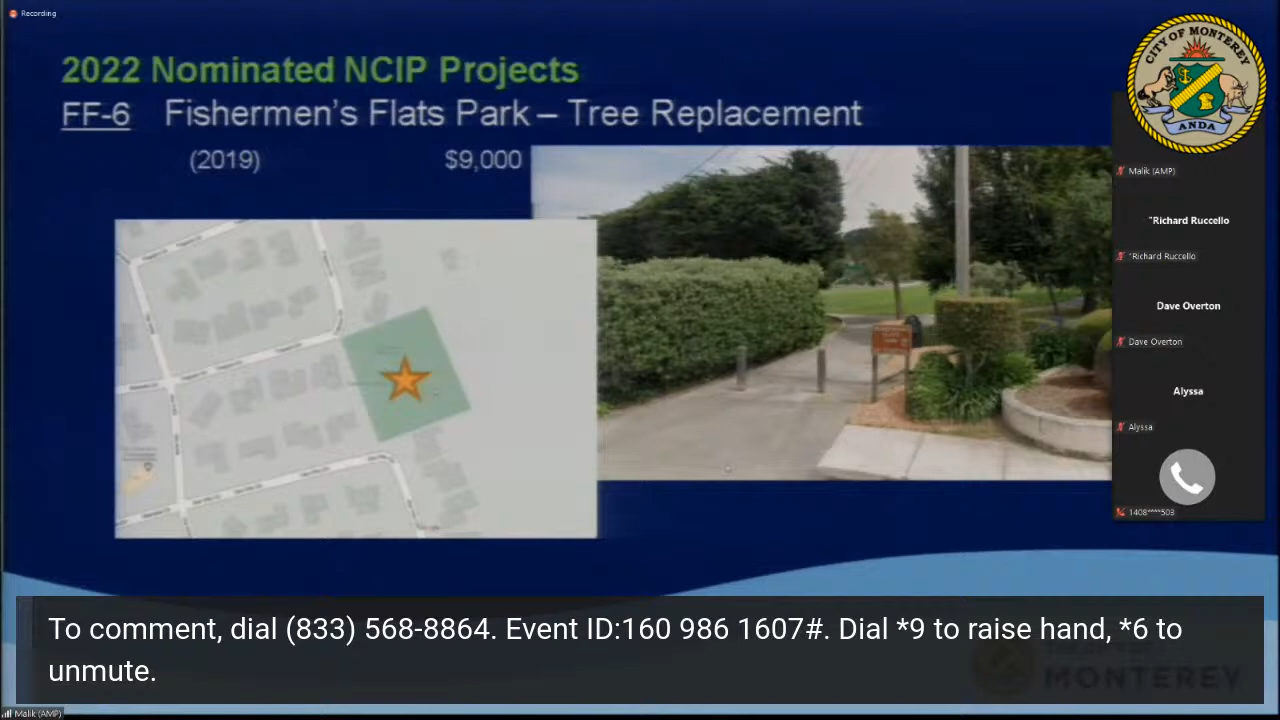 Recording
2022 Nominated NCIP Projects
FF-6 Fishermen's Flats Park – Tree Replacement
(2019) $9,000
CITY OF MONTEREY
ANDA
Malik (AMP)
"Richard Ruccello
"Richard Ruccello
Dave Overton
Dave Overton
Alyssa
Alyssa
1408****503
To comment, dial (833) 568-8864. Event ID:160 986 1607#. Dial *9 to raise hand, *6 to
unmute.
MONTEREY
Malik (AMP)